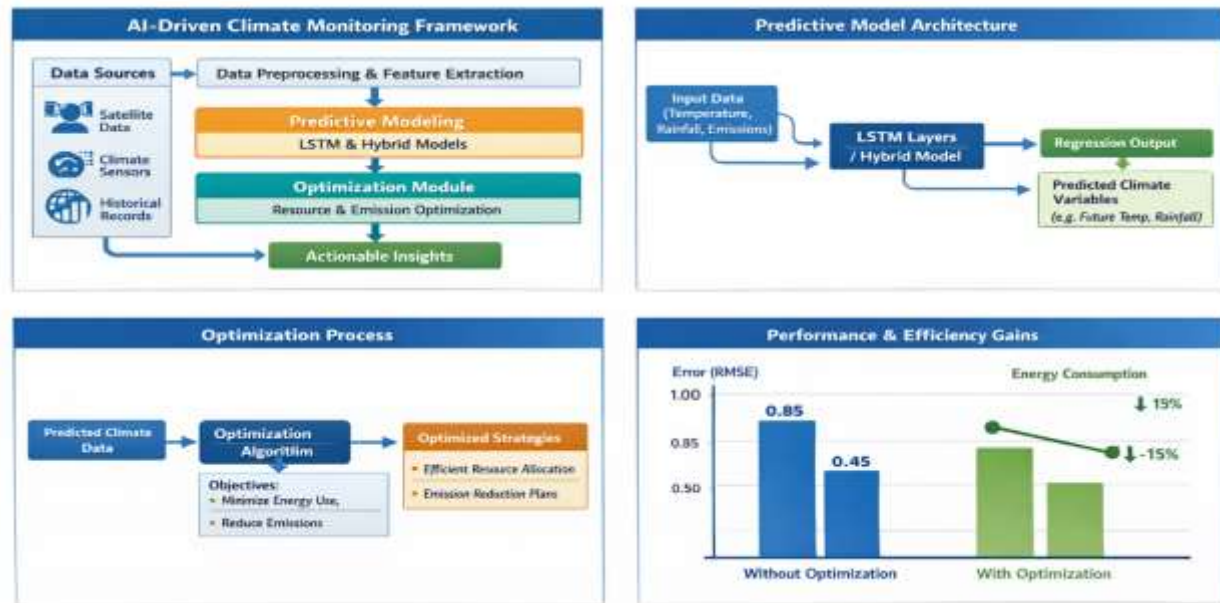 AI-Driven Climate Monitoring Framework
Data Sources
Satellite
Data
Climate
Sensors
Historical
Records
Data Preprocessing & Feature Extraction
Predictive Modeling
LSTM & Hybrid Models
Optimization Module
Resource & Emission Optimization
Actionable Insights
Predictive Model Architecture
Input Data
(Temperature,
Rainfall, Emissions)
LSTM Layers
/ Hybrid Model
Regression Output
Predicted Climate
Variables
(e.g. Future Temp, Rainfall)
Optimization Process
Predicted Climate
Data
Optimization
Algoritlim
Objectives:
• Minimize Energy Use,
• Reduce Emissions
Optimized Strategies
• Efficient Resource Allocation
• Emission Reduction Plans
Performance & Efficiency Gains
Error (RMSE)
Energy Consumption
1.00
0.85
0.50
0.85
0.45
↓ 15%
↓ -15%
Without Optimization
With Optimization